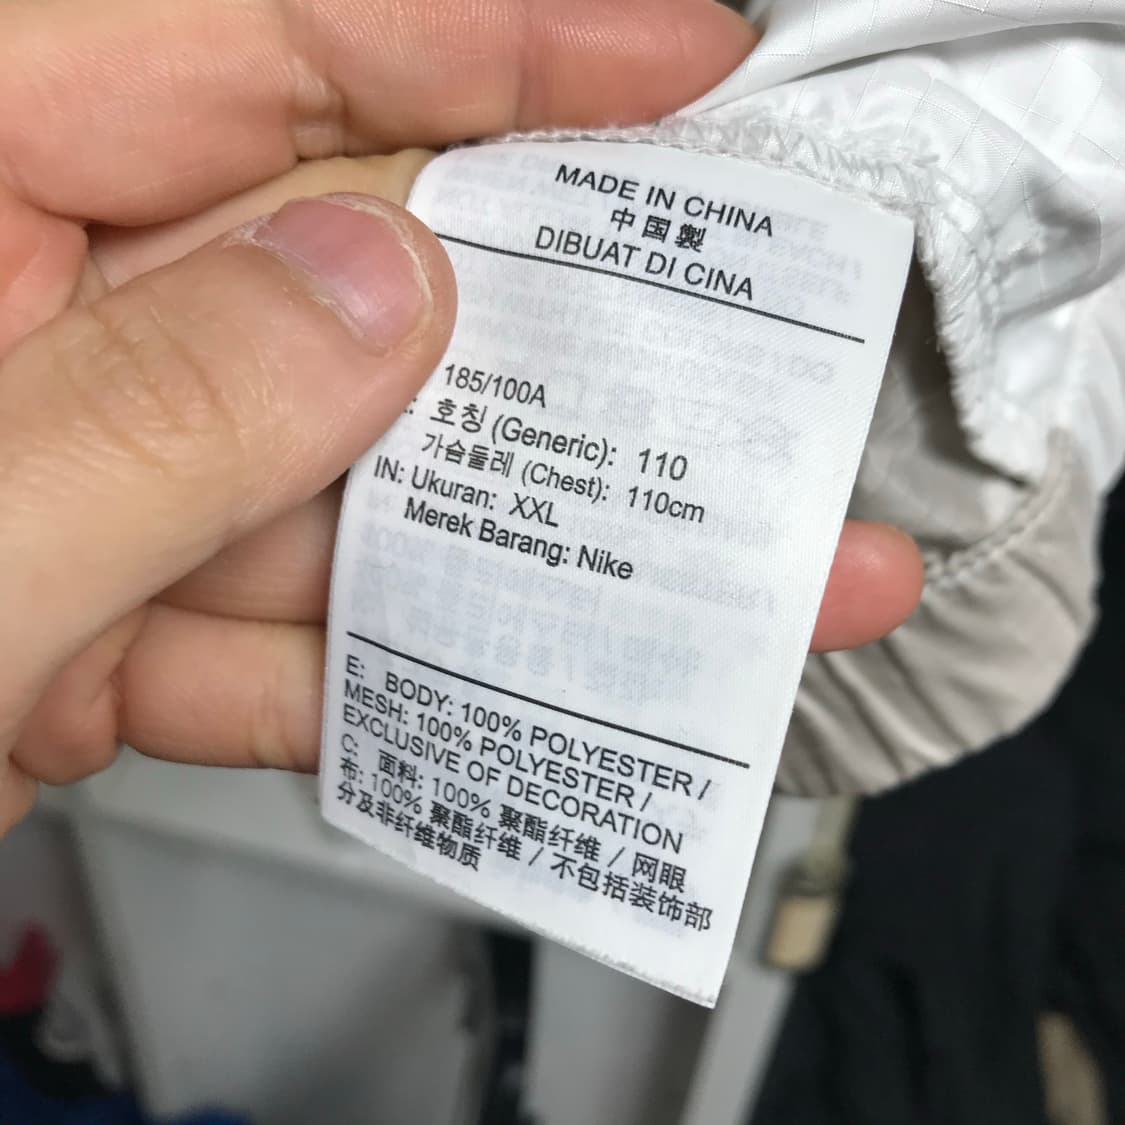 MADE IN CHINA
中国製
DIBUAT DI CINA
185/100A
: 호칭 (Generic): 110
가슴둘레 (Chest): 110cm
IN: Ukuran: XXL
Merek Barang: Nike
E: BODY: 100% POLYESTER /
MESH: 100% POLYESTER /
EXCLUSIVE OF DECORATION
C: 面料: 100% 聚酯纤维 / 网眼
布: 100% 聚酯纤维 / 不包括装饰部
分及非纤维物质